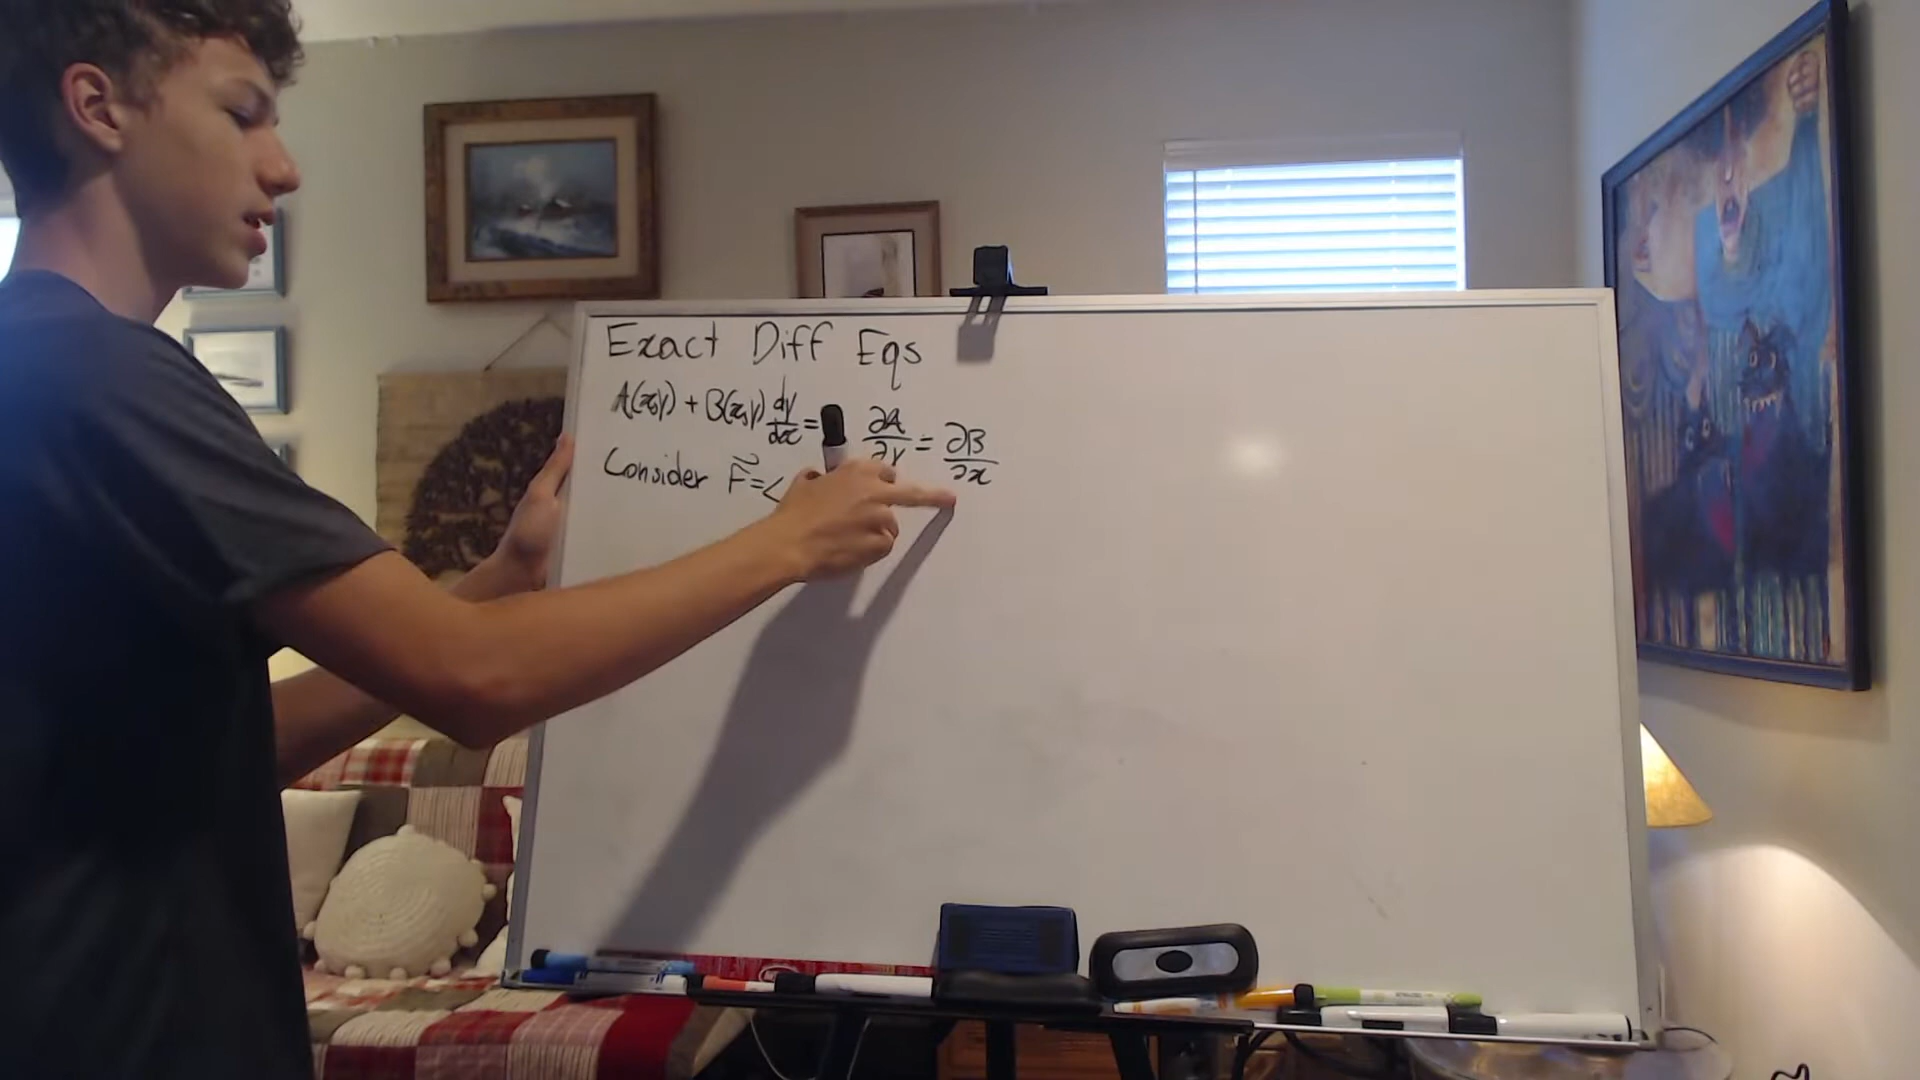 Exact Diff Eqs
A(x,y) + B(x,y) dy/dx = ∂A/∂y = ∂B/∂x
Consider F⃗ = <